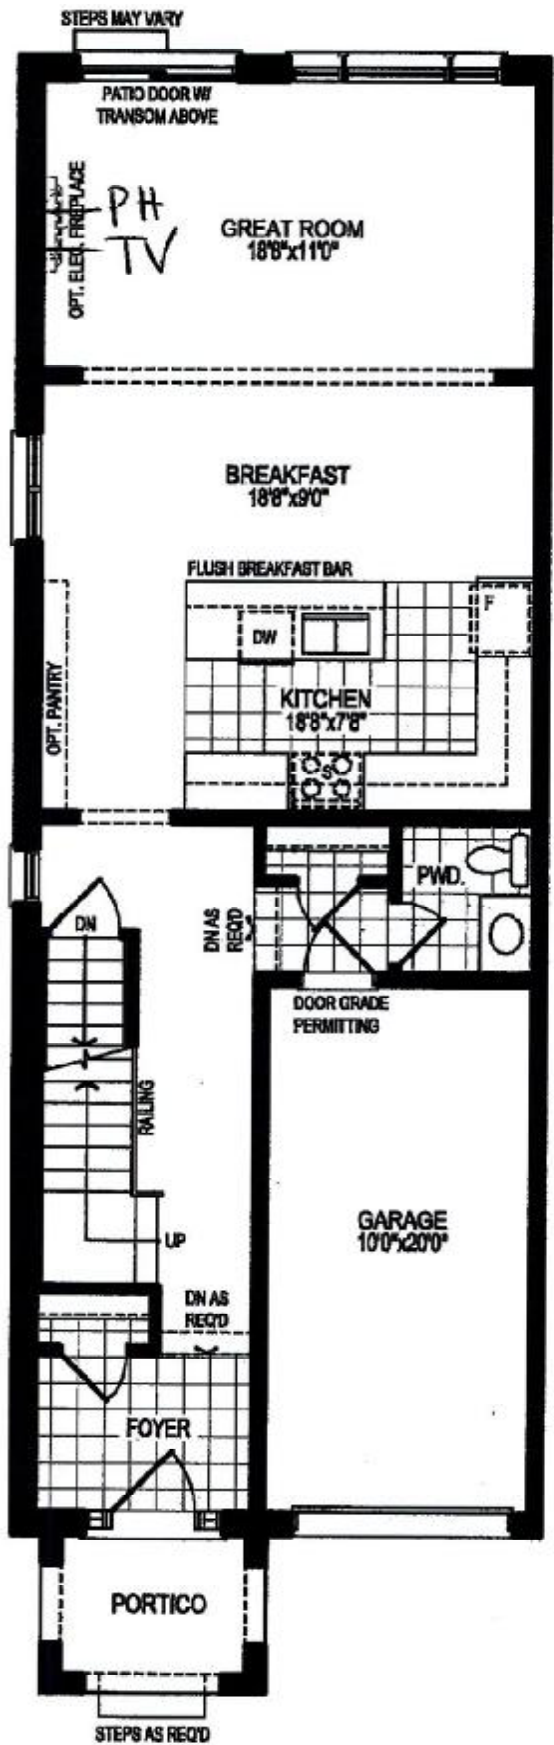 STEPS MAY VARY
PATIO DOOR W/
TRANSOM ABOVE
OPT. ELEC. FIREPLACE
PH
TV
GREAT ROOM
18'8"x11'0"
BREAKFAST
18'8"x9'0"
FLUSH BREAKFAST BAR
F
DW
OPT. PANTRY
KITCHEN
18'8"x7'8"
S
PWD.
DN
DN AS
REQ'D
DOOR GRADE
PERMITTING
RAILING
GARAGE
10'0"x20'0"
UP
DN AS
REQ'D
FOYER
PORTICO
STEPS AS REQ'D